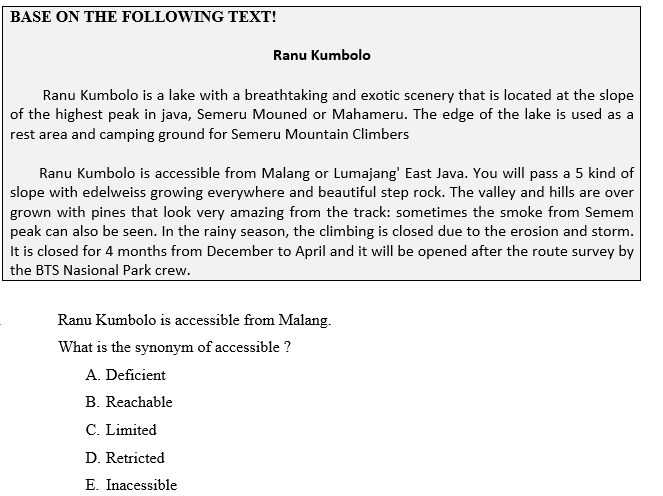 BASE ON THE FOLLOWING TEXT!
Ranu Kumbolo
Ranu Kumbolo is a lake with a breathtaking and exotic scenery that is located at the slope
of the highest peak in java, Semeru Mouned or Mahameru. The edge of the lake is used as a
rest area and camping ground for Semeru Mountain Climbers
Ranu Kumbolo is accessible from Malang or Lumajang' East Java. You will pass a 5 kind of
slope with edelweiss growing everywhere and beautiful step rock. The valley and hills are over
grown with pines that look very amazing from the track: sometimes the smoke from Semem
peak can also be seen. In the rainy season, the climbing is closed due to the erosion and storm.
It is closed for 4 months from December to April and it will be opened after the route survey by
the BTS Nasional Park crew.
Ranu Kumbolo is accessible from Malang.
What is the synonym of accessible ?
A. Deficient
B. Reachable
C. Limited
D. Retricted
E. Inacessible